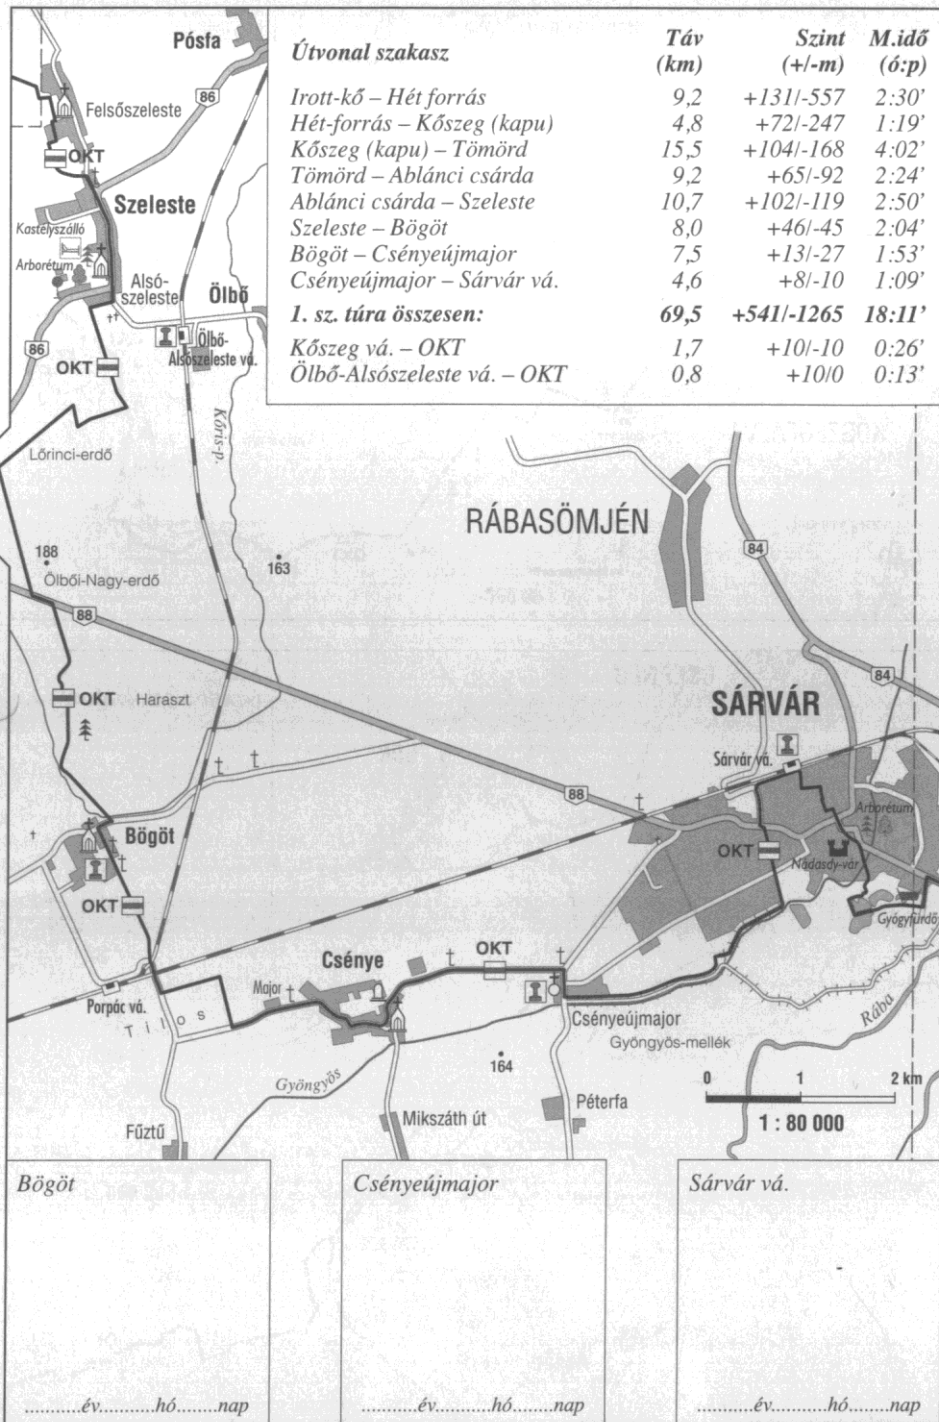 Útvonal szakasz Táv (km) Szint (+/-m) M.idő (ó:p)
Irott-kő – Hét forrás 9,2 +131/-557 2:30'
Hét-forrás – Kőszeg (kapu) 4,8 +72/-247 1:19'
Kőszeg (kapu) – Tömörd 15,5 +104/-168 4:02'
Tömörd – Ablánci csárda 9,2 +65/-92 2:24'
Ablánci csárda – Szeleste 10,7 +102/-119 2:50'
Szeleste – Bögöt 8,0 +46/-45 2:04'
Bögöt – Csényeújmajor 7,5 +13/-27 1:53'
Csényeújmajor – Sárvár vá. 4,6 +8/-10 1:09'
1. sz. túra összesen: 69,5 +541/-1265 18:11'
Kőszeg vá. – OKT 1,7 +10/-10 0:26'
Ölbő-Alsószeleste vá. – OKT 0,8 +10/0 0:13'
Pósfa
86
Felsőszeleste
OKT
Szeleste
Kastélyszálló
Arborétum
Alsó-
szeleste
Ölbő
86
Ölbő-
Alsószeleste vá.
OKT
Kőris-p.
Lőrinci-erdő
RÁBASÖMJÉN
188
163
84
Ölbői-Nagy-erdő
88
84
OKT
Haraszt
SÁRVÁR
Sárvár vá.
88
Arborétum
Bögöt
OKT
Nádasdy-vár
OKT
Gyógyfürdő
Csénye
OKT
Major
Porpác vá.
Tilos
Csényeújmajor
Rába
Gyöngyös-mellék
164
Gyöngyös
0 1 2 km
1 : 80 000
Péterfa
Mikszáth út
Fűztű
Bögöt
Csényeújmajor
Sárvár vá.
...........év..........hó........nap
...........év..........hó........nap
...........év..........hó........nap